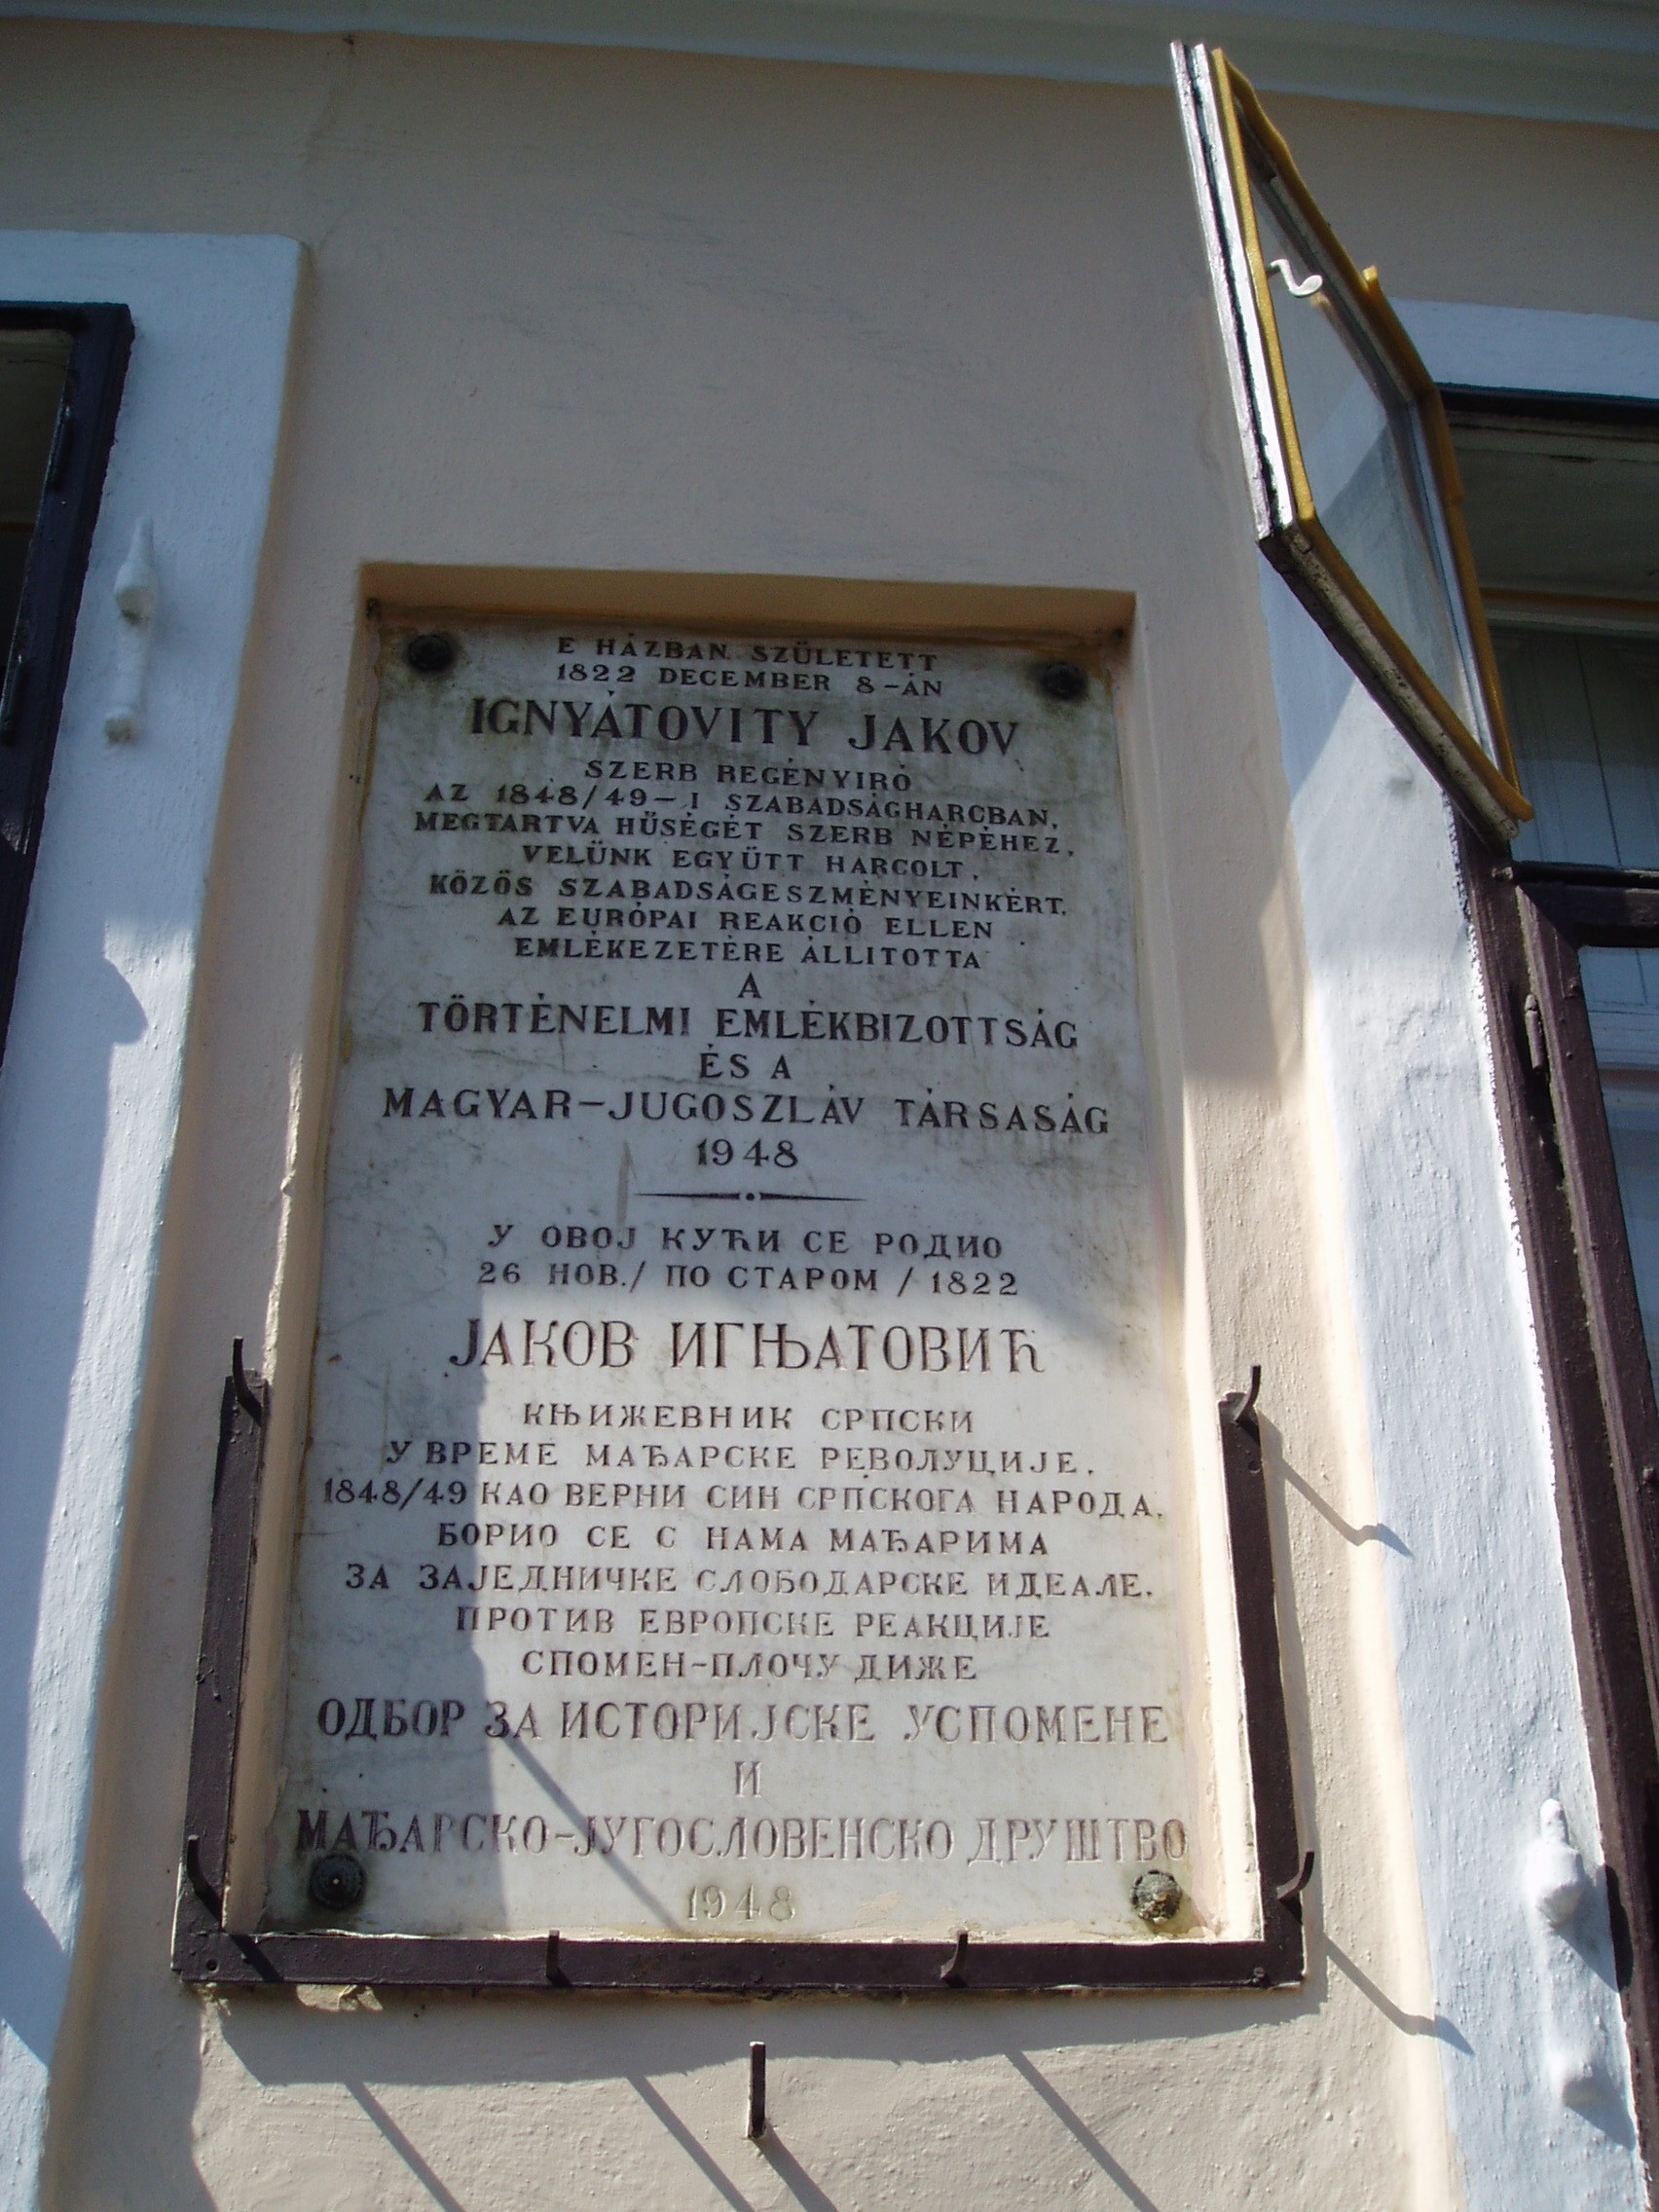 E HÁZBAN SZÜLETETT
1822 DECEMBER 8-ÁN
IGNYÁTOVITY JAKOV
SZERB REGÉNYIRÓ
AZ 1848/49-I SZABADSÁGHARCBAN,
MEGTARTVA HŰSÉGÉT SZERB NÉPÉHEZ,
VELÜNK EGYÜTT HARCOLT,
KÖZÖS SZABADSÁGESZMÉNYEINKÉRT,
AZ EURÓPAI REAKCIÓ ELLEN
EMLÉKEZETÉRE ÁLLITOTTA
A
TÖRTÉNELMI EMLÉKBIZOTTSÁG
ÉS A
MAGYAR-JUGOSZLÁV TÁRSASÁG
1948
У ОВОЈ КУЋИ СЕ РОДИО
26 НОВ./ ПО СТАРОМ / 1822
ЈАКОВ ИГЊАТОВИЋ
КЊИЖЕВНИК СРПСКИ
У ВРЕМЕ МАЂАРСКЕ РЕВОЛУЦИЈЕ.
1848/49 КАО ВЕРНИ СИН СРПСКОГА НАРОДА.
БОРИО СЕ С НАМА МАЂАРИМА
ЗА ЗАЈЕДНИЧКЕ СЛОБОДАРСКЕ ИДЕАЛЕ.
ПРОТИВ ЕВРОПСКЕ РЕАКЦИЈЕ
СПОМЕН-ПЛОЧУ ДИЖЕ
ОДБОР ЗА ИСТОРИЈСКЕ УСПОМЕНЕ
И
МАЂАРСКО-ЈУГОСЛОВЕНСКО ДРУШТВО
1948